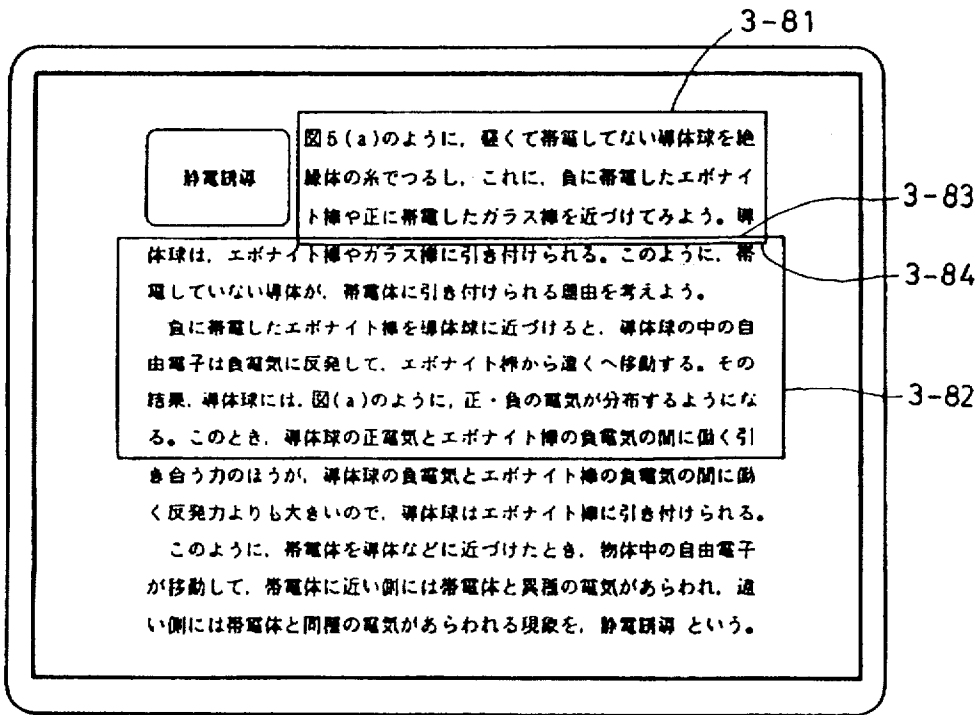 3-81
図5(a)のように，軽くて帯電してない導体球を絶
静電誘導
縁体の糸でつるし，これに，負に帯電したエボナイ
ト棒や正に帯電したガラス棒を近づけてみよう。導
3-83
体球は，エボナイト棒やガラス棒に引き付けられる。このように，帯
3-84
電していない導体が，帯電体に引き付けられる理由を考えよう。
負に帯電したエボナイト棒を導体球に近づけると，導体球の中の自
由電子は負電気に反発して，エボナイト棒から遠くへ移動する。その
結果，導体球には，図(a)のように，正・負の電気が分布するようにな
3-82
る。このとき，導体球の正電気とエボナイト棒の負電気の間に働く引
き合う力のほうが，導体球の負電気とエボナイト棒の負電気の間に働
く反発力よりも大きいので，導体球はエボナイト棒に引き付けられる。
このように，帯電体を導体などに近づけたとき，物体中の自由電子
が移動して，帯電体に近い側には帯電体と異種の電気があらわれ，遠
い側には帯電体と同種の電気があらわれる現象を，静電誘導 という。